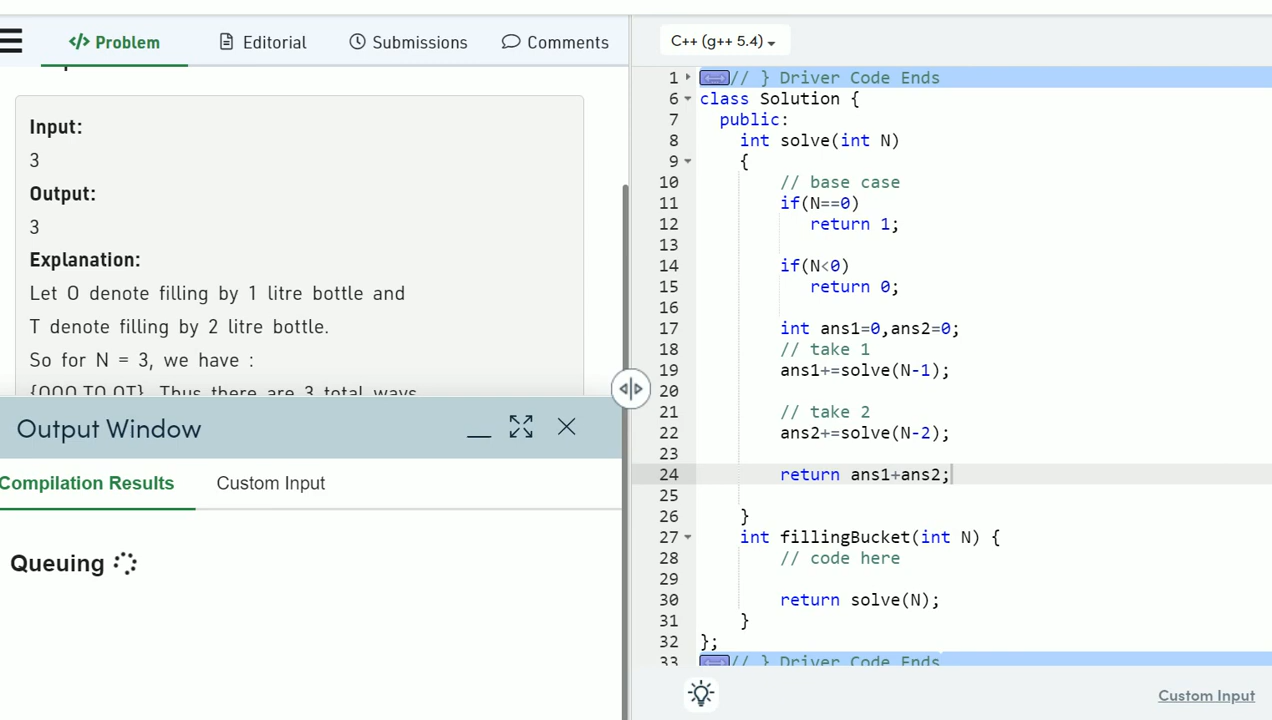 Problem
Editorial
Submissions
Comments
Input:
3
Output:
3
Explanation:
Let O denote filling by 1 litre bottle and
T denote filling by 2 litre bottle.
So for N = 3, we have :
{OOO,TO,OT}. Thus there are 3 total ways.
Output Window
Compilation Results
Custom Input
Queuing
C++ (g++ 5.4)
1 // } Driver Code Ends
6 class Solution {
7 public:
8 int solve(int N)
9 {
10 // base case
11 if(N==0)
12 return 1;
13
14 if(N<0)
15 return 0;
16
17 int ans1=0,ans2=0;
18 // take 1
19 ans1+=solve(N-1);
20
21 // take 2
22 ans2+=solve(N-2);
23
24 return ans1+ans2;
25
26 }
27 int fillingBucket(int N) {
28 // code here
29
30 return solve(N);
31 }
32 };
33 // } Driver Code Ends
Custom Input